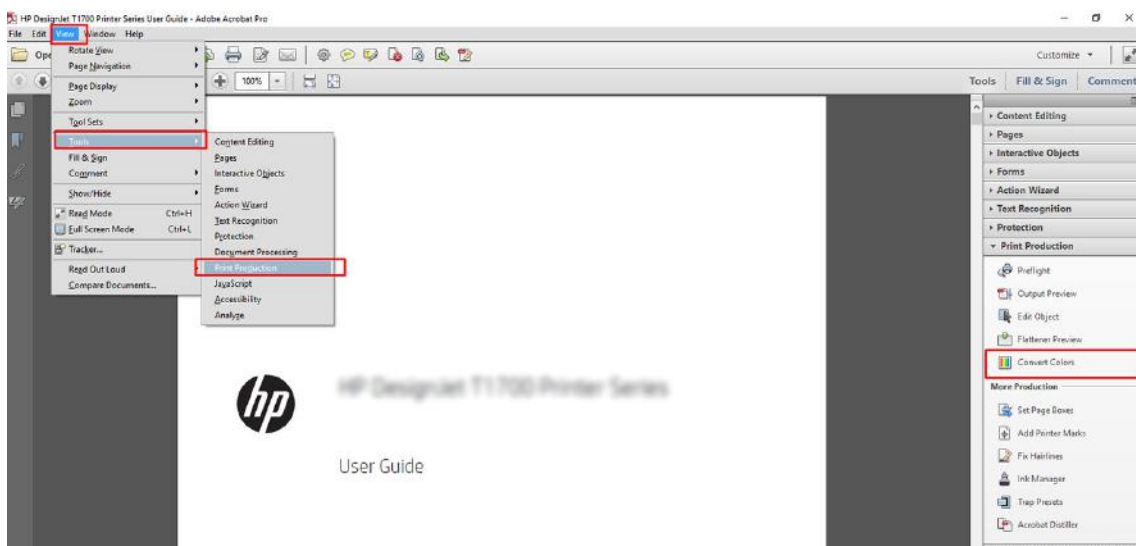 HP DesignJet T1700 Printer Series User Guide - Adobe Acrobat Pro
File Edit View Window Help
Customize
100%
Tools Fill & Sign Comment
Rotate View
Page Navigation
Page Display
Zoom
Tool Sets
Tools
Fill & Sign
Comment
Show/Hide
Read Mode Ctrl+H
Full Screen Mode Ctrl+L
Tracker...
Read Out Loud
Compare Documents...
Content Editing
Pages
Interactive Objects
Forms
Action Wizard
Text Recognition
Protection
Document Processing
Print Production
JavaScript
Accessibility
Analyze
hp
HP DesignJet T1700 Printer Series
User Guide
Content Editing
Pages
Interactive Objects
Forms
Action Wizard
Text Recognition
Protection
Print Production
Preflight
Output Preview
Edit Object
Flattener Preview
Convert Colors
More Production
Set Page Boxes
Add Printer Marks
Fix Hairlines
Ink Manager
Trap Presets
Acrobat Distiller